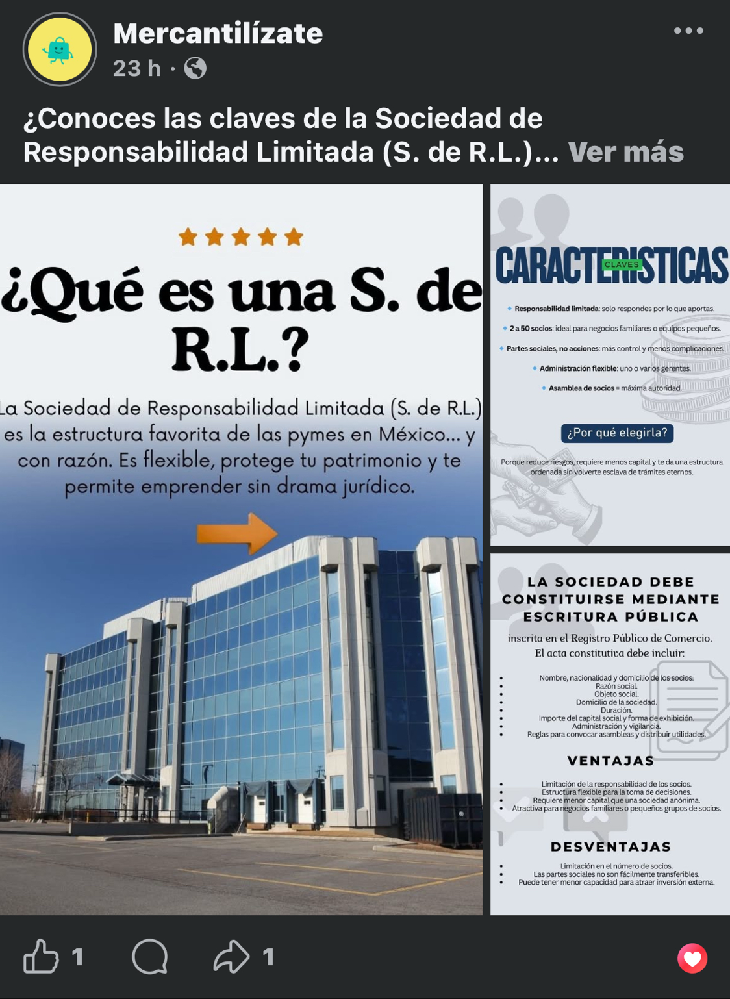 Mercantilízate
23 h ·
¿Conoces las claves de la Sociedad de
Responsabilidad Limitada (S. de R.L.)... Ver más
¿Qué es una S. de
R.L.?
La Sociedad de Responsabilidad Limitada (S. de R.L.)
es la estructura favorita de las pymes en México... y
con razón. Es flexible, protege tu patrimonio y te
permite emprender sin drama jurídico.
CARACTERISTICAS
CLAVES
Responsabilidad limitada: solo respondes por lo que aportas.
2 a 50 socios: ideal para negocios familiares o equipos pequeños.
Partes sociales, no acciones: más control y menos complicaciones.
Administración flexible: uno o varios gerentes.
Asamblea de socios = máxima autoridad.
¿Por qué elegirla?
Porque reduce riesgos, requiere menos capital y te da una estructura
ordenada sin volverte esclava de trámites eternos.
LA SOCIEDAD DEBE
CONSTITUIRSE MEDIANTE
ESCRITURA PÚBLICA
inscrita en el Registro Público de Comercio.
El acta constitutiva debe incluir:
• Nombre, nacionalidad y domicilio de los socios.
• Razón social.
• Objeto social.
• Domicilio de la sociedad.
• Duración.
• Importe del capital social y forma de exhibición.
• Administración y vigilancia.
• Reglas para convocar asambleas y distribuir utilidades.
VENTAJAS
• Limitación de la responsabilidad de los socios.
• Estructura flexible para la toma de decisiones.
• Requiere menor capital que una sociedad anónima.
• Atractiva para negocios familiares o pequeños grupos de socios.
DESVENTAJAS
• Limitación en el número de socios.
• Las partes sociales no son fácilmente transferibles.
• Puede tener menor capacidad para atraer inversión externa.
1
1